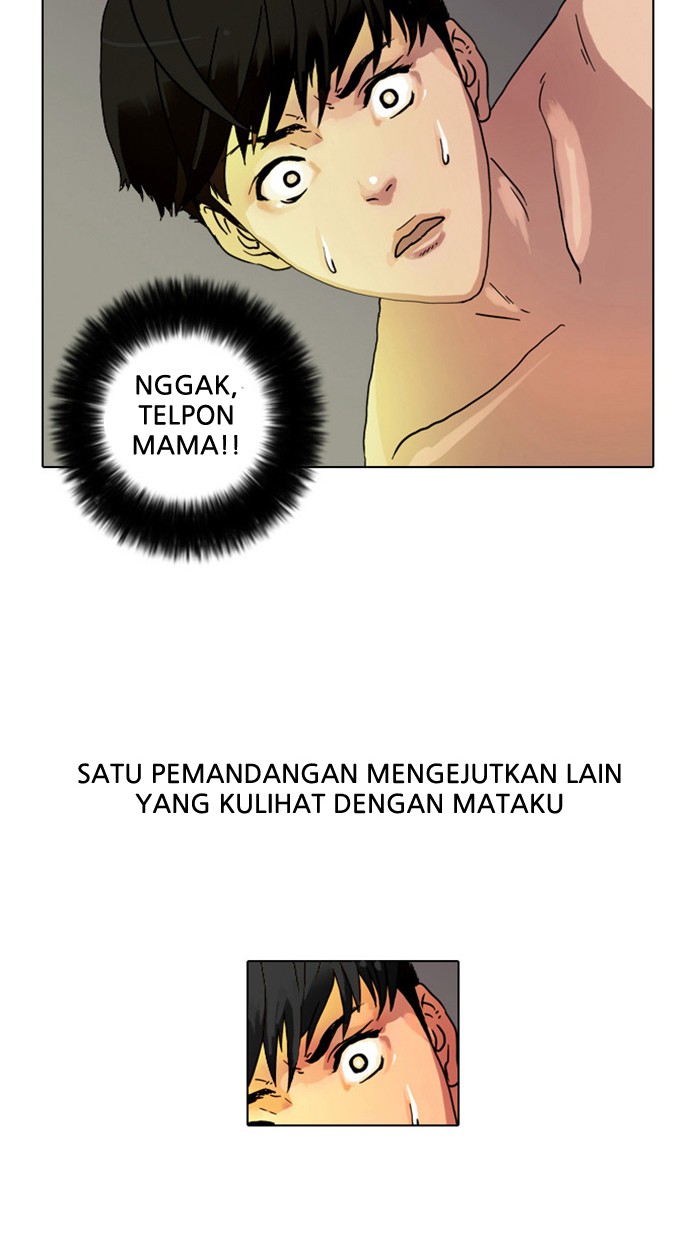 NGGAK,
TELPON
MAMA!!
SATU PEMANDANGAN MENGEJUTKAN LAIN
YANG KULIHAT DENGAN MATAKU